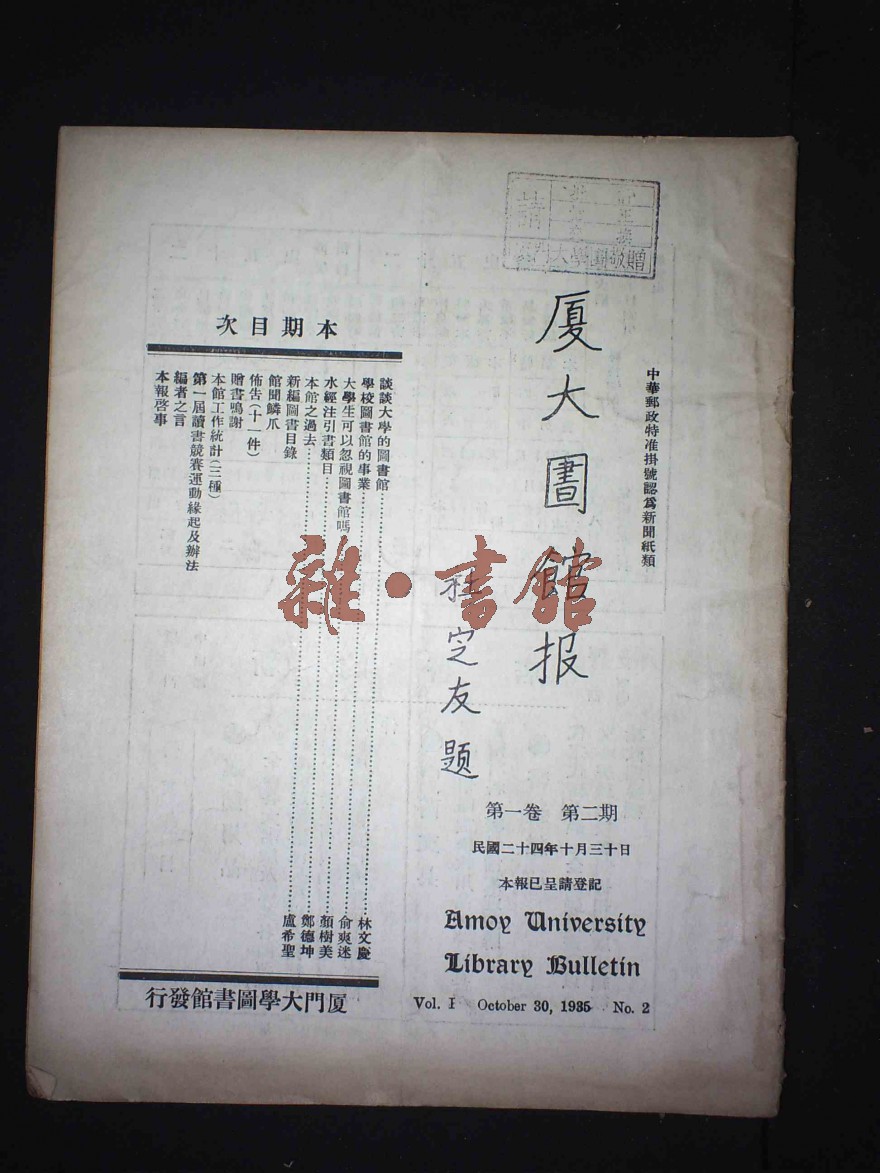 中華郵政特准掛號認爲新聞紙類
厦大圕館报
杜定友題
第一卷 第二期
民國二十四年十月三十日
本報已呈請登記
Amoy University
Library Bulletin
Vol. I October 30, 1935 No. 2
本期目次
談談大學的圖書館 林文慶
學校圖書館的事業 俞爽迷
大學生可以忽視圖書館嗎 顏樹美
水經注引書類目 鄭德坤
本館之過去 盧希聖
新編圖書目錄
館聞鱗爪
佈告(十一件)
贈書鳴謝
本館工作統計(三種)
第一屆讀書競賽運動緣起及辦法
編者之言
本報啓事
厦門大學圖書館發行
雜·書館